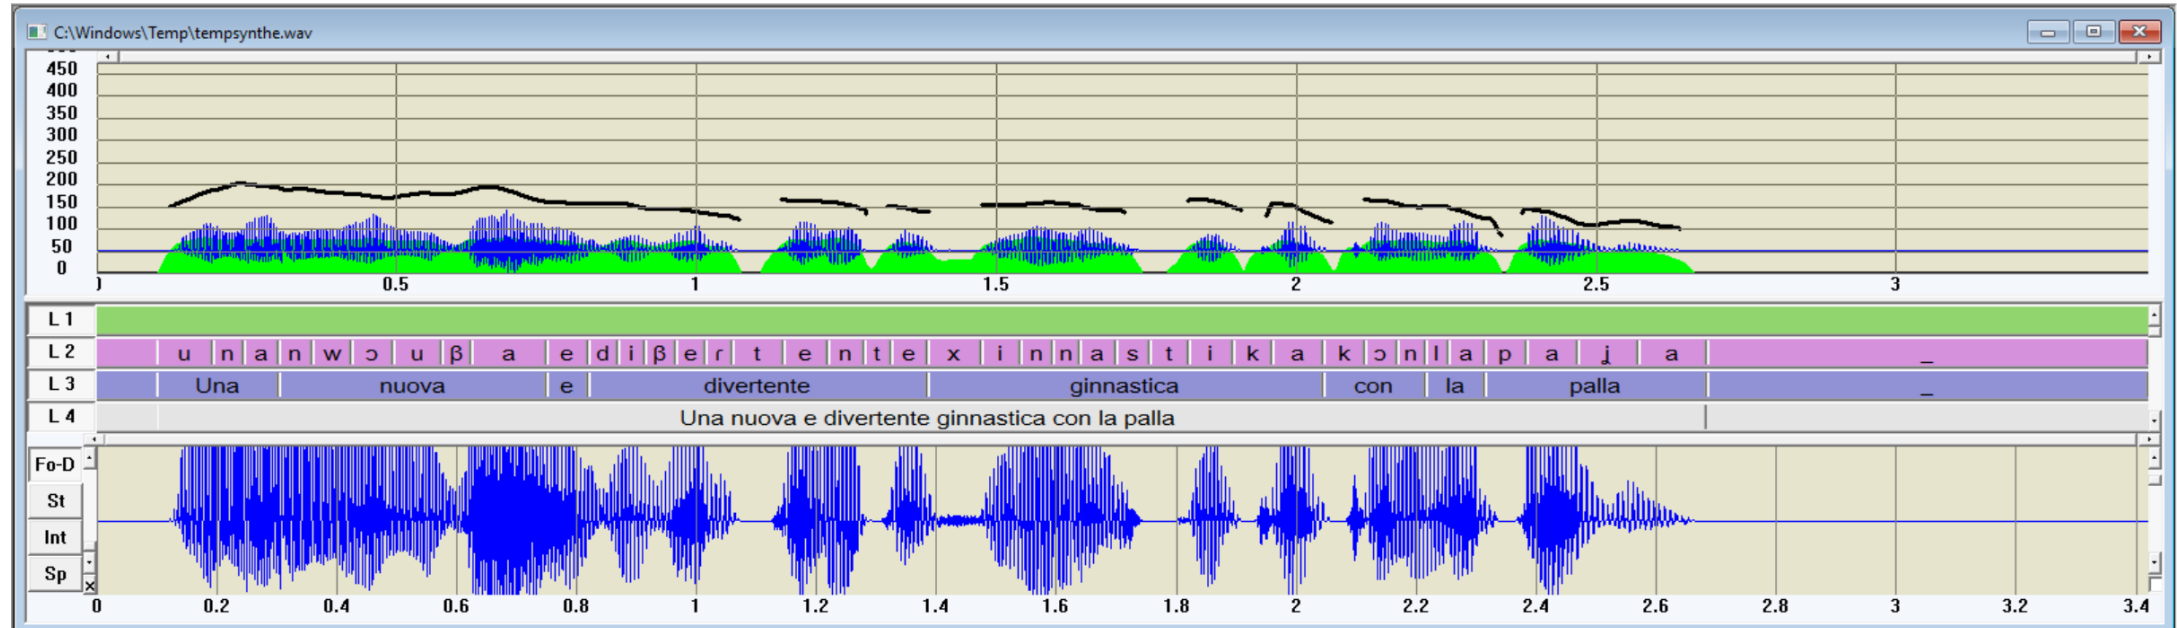 C:\Windows\Temp\tempsynthe.wav
450
400
350
300
250
200
150
100
50
0
0.5 1 1.5 2 2.5 3
L 1
L 2 u n a n w ɔ u β a e d i β e ɾ t e n t e x i n n a s t i k a k ɔ n l a p a ʝ a _
L 3 Una nuova e divertente ginnastica con la palla _
L 4 Una nuova e divertente ginnastica con la palla
Fo-D
St
Int
Sp
0 0.2 0.4 0.6 0.8 1 1.2 1.4 1.6 1.8 2 2.2 2.4 2.6 2.8 3 3.2 3.4